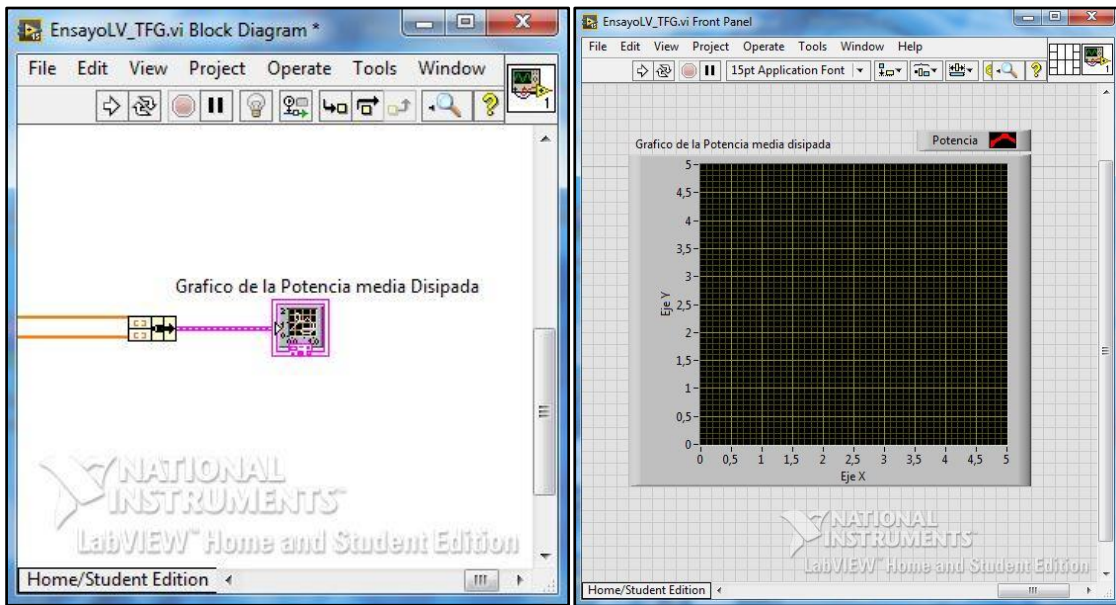 EnsayoLV_TFG.vi Block Diagram *
File Edit View Project Operate Tools Window
1
Grafico de la Potencia media Disipada
NATIONAL
INSTRUMENTS
LabVIEW™ Home and Student Edition
Home/Student Edition
EnsayoLV_TFG.vi Front Panel
File Edit View Project Operate Tools Window Help
15pt Application Font
1
Grafico de la Potencia media disipada
Potencia
5
4,5
4
3,5
3
2,5
2
1,5
1
0,5
0
Eje Y
0 0,5 1 1,5 2 2,5 3 3,5 4 4,5 5
Eje X
NATIONAL
INSTRUMENTS
LabVIEW™ Home and Student Edition
Home/Student Edition